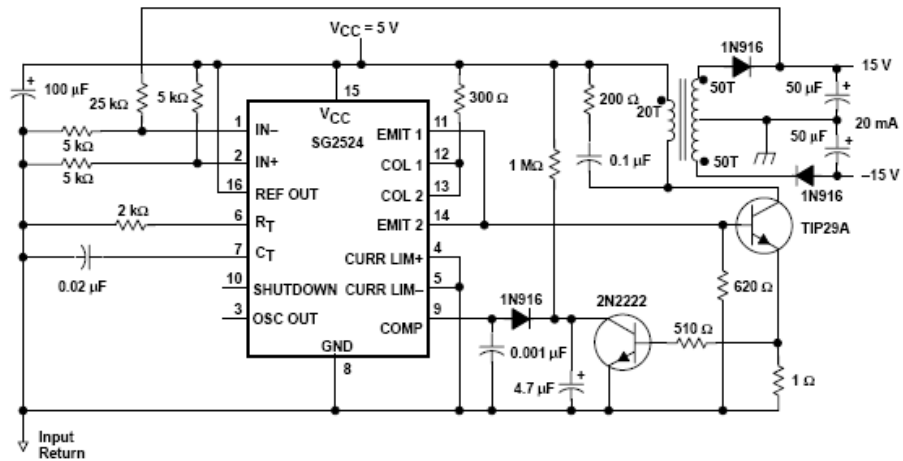 VCC = 5 V
1N916
15 V
100 µF
25 kΩ
5 kΩ
15
VCC
SG2524
300 Ω
200 Ω
20T
50T
50 µF
20 mA
50 µF
50T
–15 V
1N916
0.1 µF
1 MΩ
TIP29A
1
IN–
5 kΩ
2
IN+
5 kΩ
16
REF OUT
2 kΩ
6
RT
7
CT
0.02 µF
10
SHUTDOWN
3
OSC OUT
EMIT 1
11
COL 1
12
COL 2
13
EMIT 2
14
CURR LIM+
4
CURR LIM–
5
COMP
9
GND
8
1N916
2N2222
620 Ω
510 Ω
0.001 µF
4.7 µF
1 Ω
Input
Return